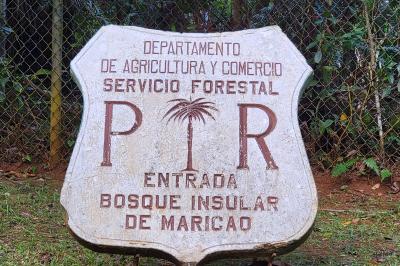 DEPARTAMENTO
DE AGRICULTURA Y COMERCIO
SERVICIO FORESTAL
P R
ENTRADA
BOSQUE INSULAR
DE MARICAO